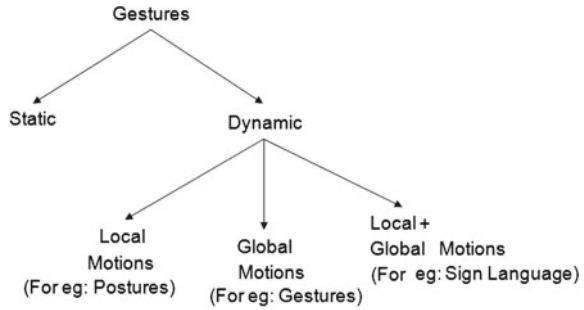 Gestures
Static
Dynamic
Local
Motions
(For eg: Postures)
Global
Motions
(For eg: Gestures)
Local +
Global Motions
(For eg: Sign Language)